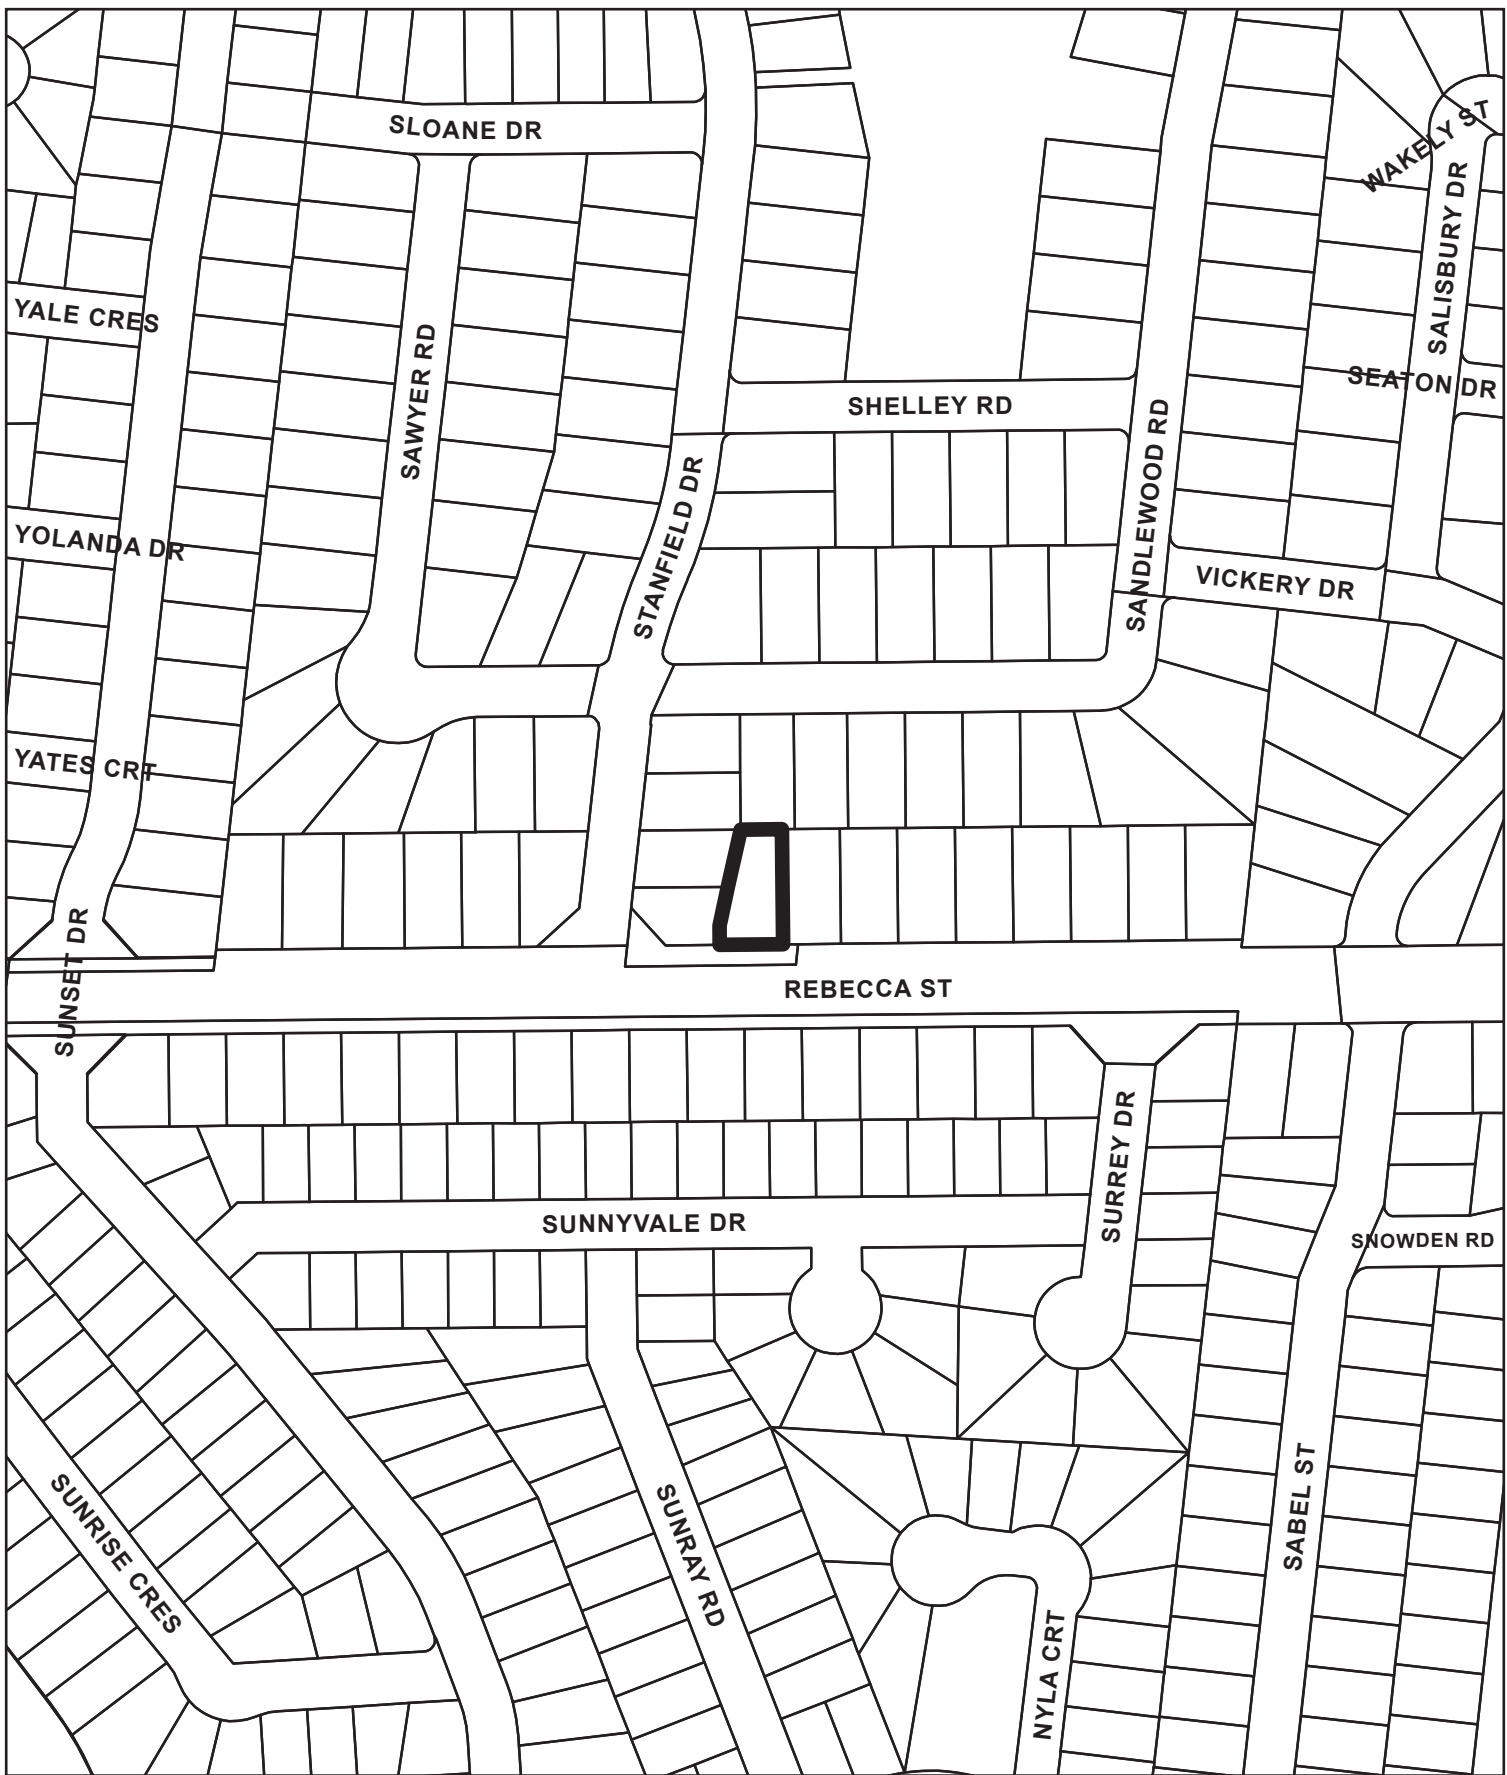 WAKELY ST
SLOANE DR
SALISBURY DR
YALE CRES
SEATON DR
SAWYER RD
SHELLEY RD
SANDLEWOOD RD
STANFIELD DR
YOLANDA DR
VICKERY DR
YATES CRT
SUNSET DR
REBECCA ST
SURREY DR
SUNNYVALE DR
SNOWDEN RD
SUNRISE CRES
SUNRAY RD
SABEL ST
NYLA CRT